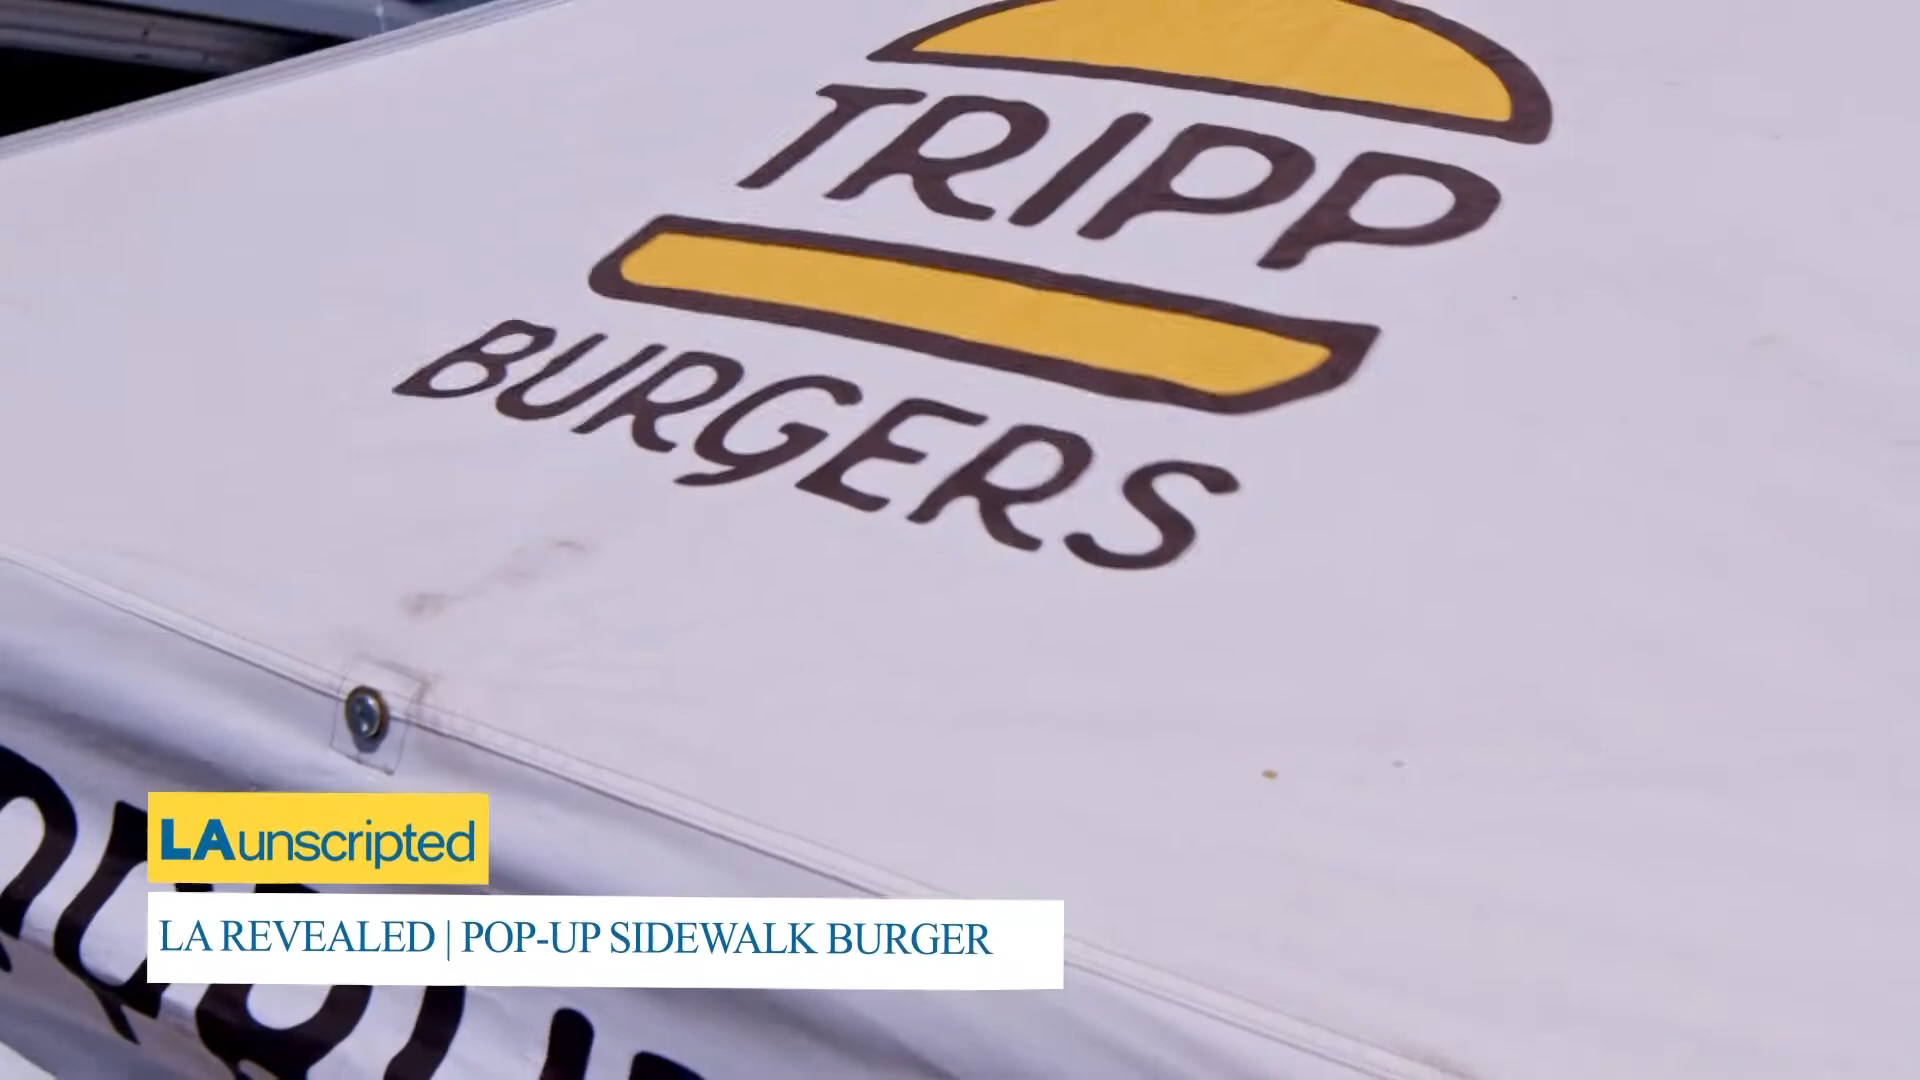 TRIPP
BURGERS
LAunscripted
LA REVEALED | POP-UP SIDEWALK BURGER